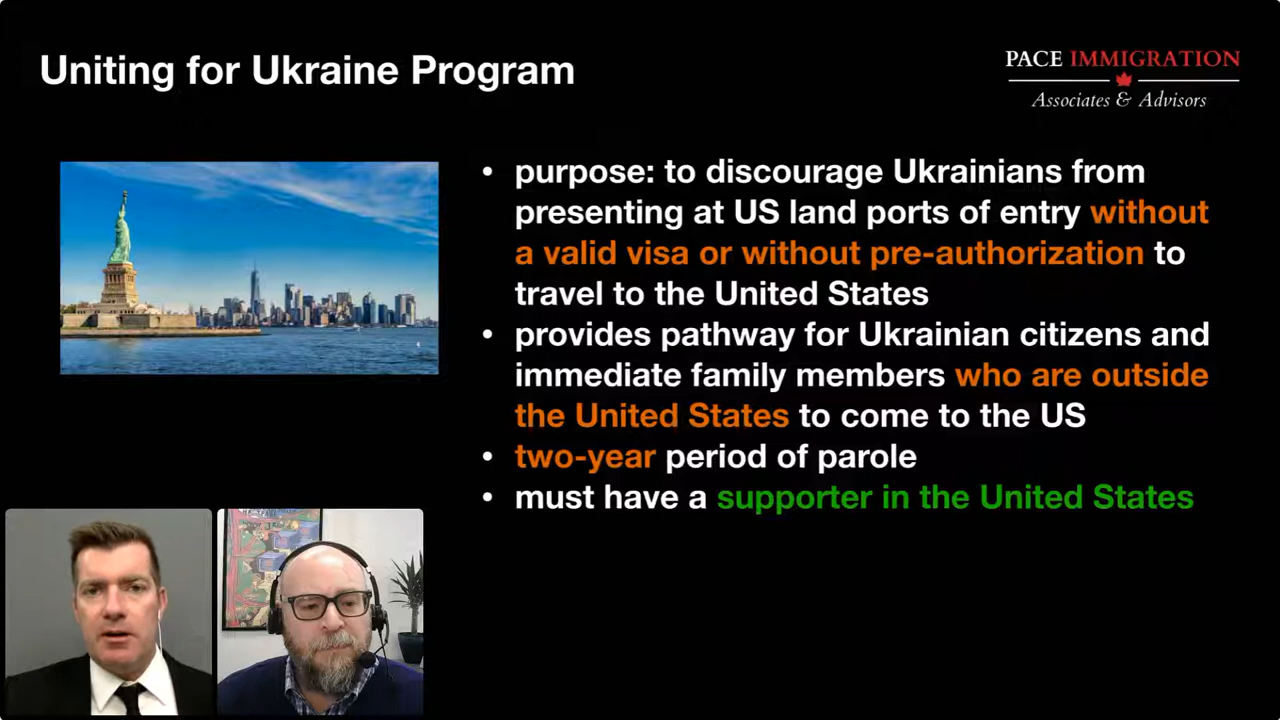 Uniting for Ukraine Program
PACE IMMIGRATION
Associates & Advisors
• purpose: to discourage Ukrainians from
presenting at US land ports of entry without
a valid visa or without pre-authorization to
travel to the United States
• provides pathway for Ukrainian citizens and
immediate family members who are outside
the United States to come to the US
• two-year period of parole
• must have a supporter in the United States